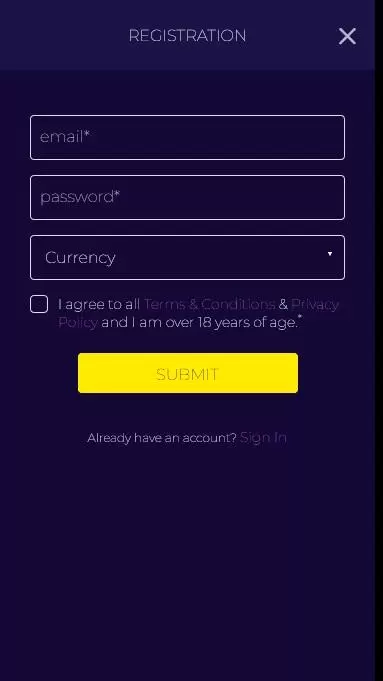 REGISTRATION
email*
password*
Currency
I agree to all Terms & Conditions & Privacy
Policy and I am over 18 years of age.*
SUBMIT
Already have an account? Sign In